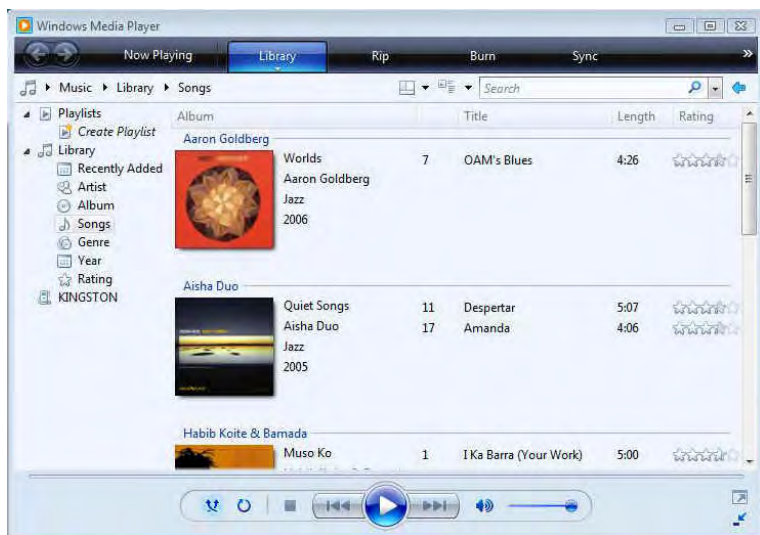 Windows Media Player
Now Playing Library Rip Burn Sync »
Music Library Songs Search
Playlists
Create Playlist
Library
Recently Added
Artist
Album
Songs
Genre
Year
Rating
KINGSTON
Album Title Length Rating
Aaron Goldberg
Worlds 7 OAM's Blues 4:26
Aaron Goldberg
Jazz
2006
Aisha Duo
Quiet Songs 11 Despertar 5:07
Aisha Duo 17 Amanda 4:06
Jazz
2005
Habib Koite & Bamada
Muso Ko 1 I Ka Barra (Your Work) 5:00